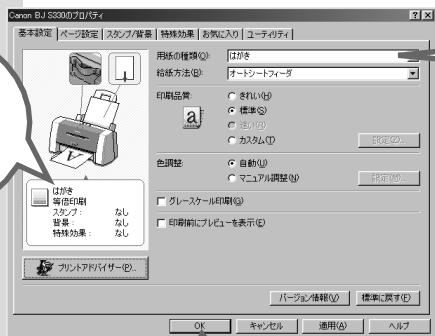 Canon BJ S330のプロパティ
基本設定 ページ設定 スタンプ/背景 特殊効果 お気に入り ユーティリティ
用紙の種類(Q): はがき
給紙方法(B): オートシートフィーダ
印刷品質: きれい(H)
標準(S)
速い(R)
カスタム(T) 設定(Z)...
色調整: 自動(U)
マニュアル調整(N) 設定(M)...
グレースケール印刷(G)
印刷前にプレビューを表示(E)
はがき
等倍印刷
スタンプ: なし
背景: なし
特殊効果: なし
プリントアドバイザー(P)...
バージョン情報(V) 標準に戻す(F)
OK キャンセル 適用(A) ヘルプ